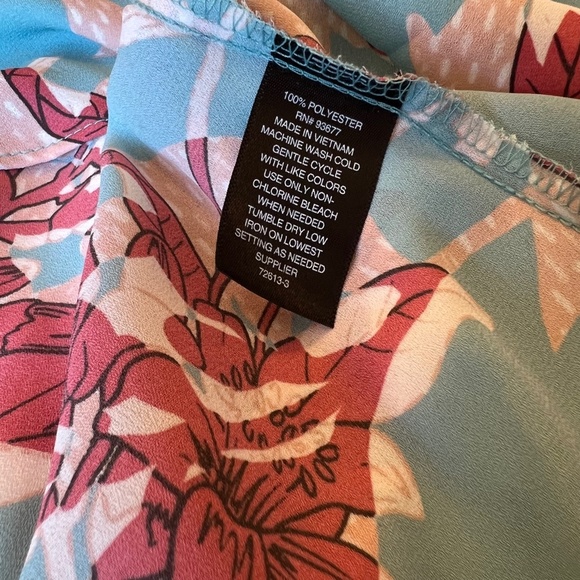 100% POLYESTER
RN# 93677
MADE IN VIETNAM
MACHINE WASH COLD
GENTLE CYCLE
WITH LIKE COLORS
USE ONLY NON-
CHLORINE BLEACH
WHEN NEEDED
TUMBLE DRY LOW
IRON ON LOWEST
SETTING AS NEEDED
SUPPLIER
72613-S